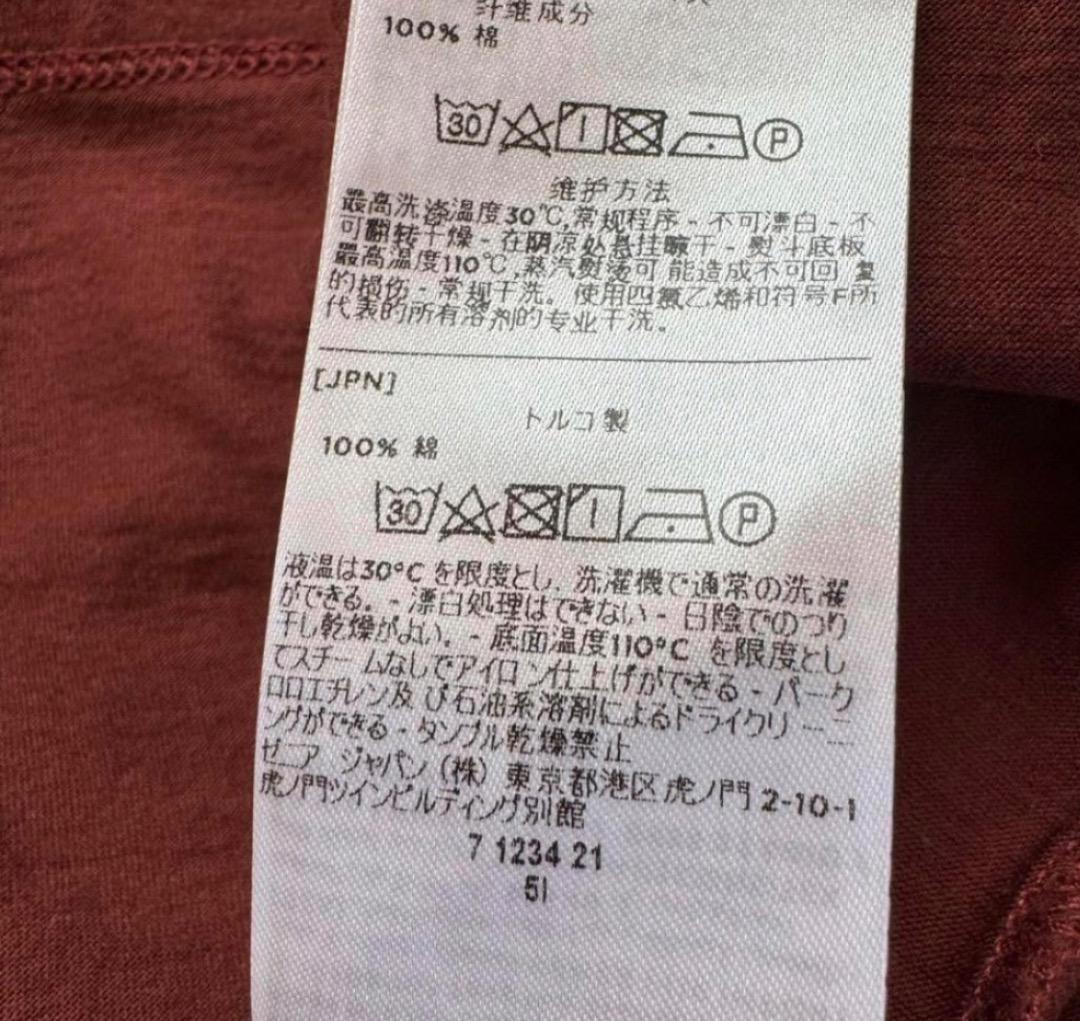 纤维成分
100% 棉
30 P
维护方法
最高洗涤温度30℃,常规程序 - 不可漂白 - 不
可翻转干燥 - 在阴凉处悬挂晾干 - 熨斗底板
最高温度110℃,蒸汽熨烫可 能造成不可回 复
的损伤 - 常规干洗。使用四氯乙烯和符号F所
代表的所有溶剂的专业干洗。
[JPN]
トルコ製
100% 綿
30 P
液温は30°C を限度とし、洗濯機で通常の洗 濯
ができる。- 漂白処理はできない - 日陰でのつり
干し乾燥がよい。- 底面温度110°C を限度とし
てスチー ムなしでアイロ ン仕上げができる - パーク
ロロエチレン及 び石油系溶剤によるドライクリ ーニ
ングができる - タンブル乾燥禁止
ゼニア ジャパン (株) 東京都港区虎ノ門 2-10-1
虎ノ門ツインビルディング別館
7 1234 21
5I